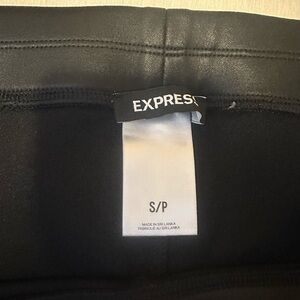 EXPRESS
S/P
MADE IN SRI LANKA
FABRIQUÉ AU SRI LANKA